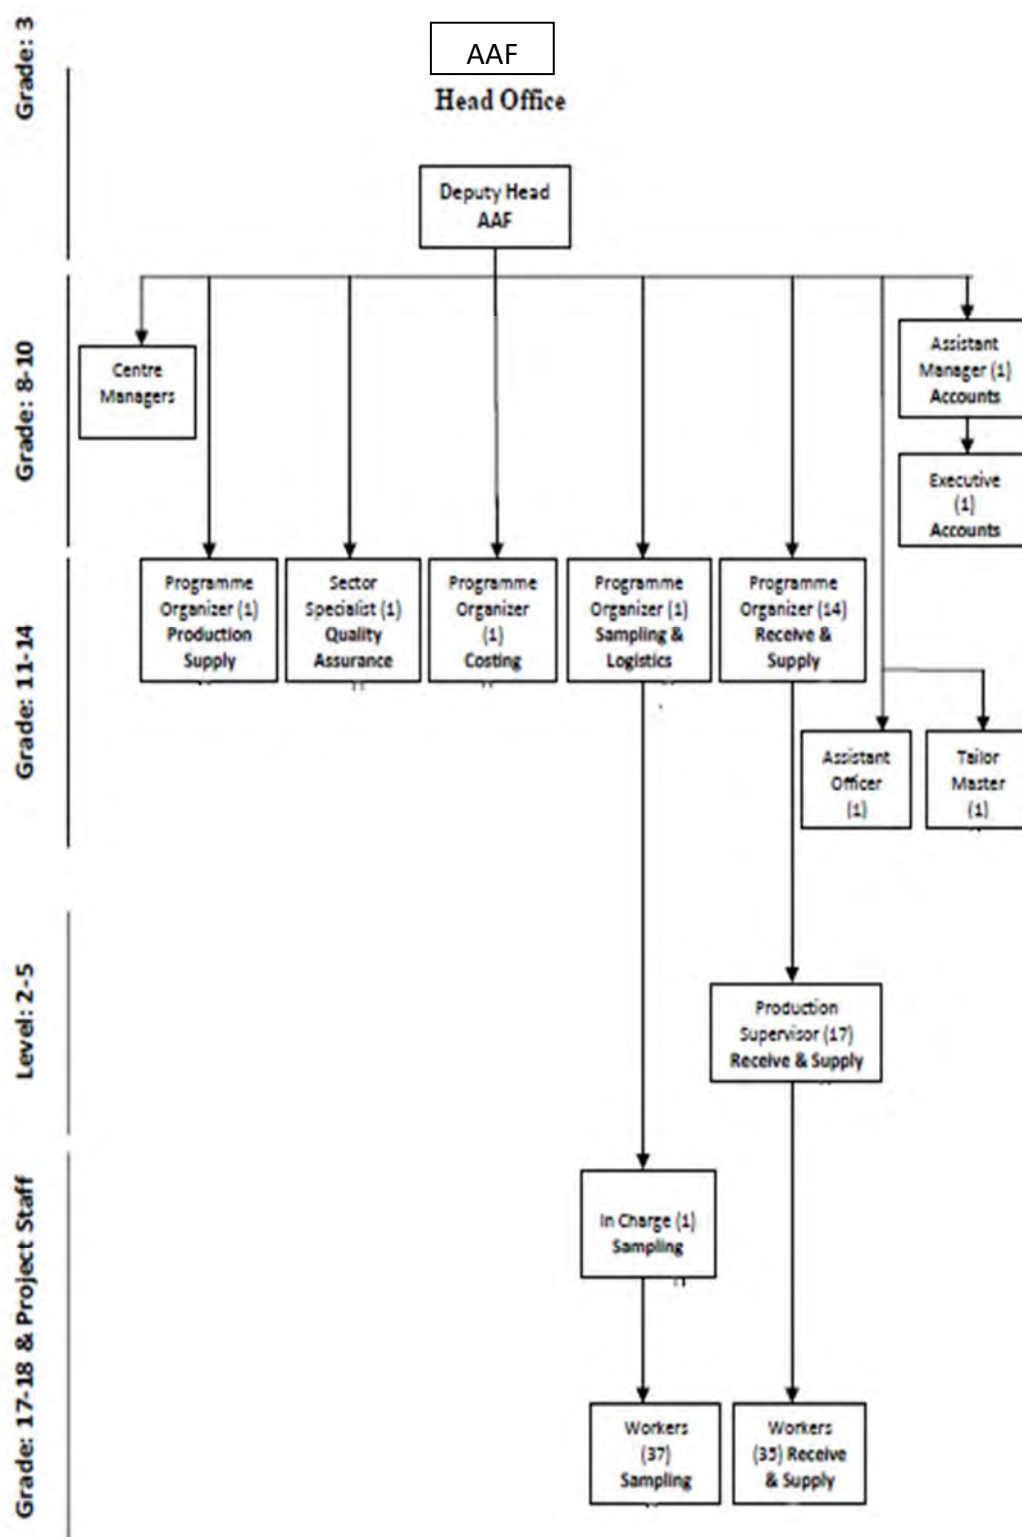 AAF
Head Office
Grade: 3
Deputy Head
AAF
Grade: 8-10
Centre
Managers
Assistant
Manager (1)
Accounts
Executive
(1)
Accounts
Grade: 11-14
Programme
Organizer (1)
Production
Supply
Sector
Specialist (1)
Quality
Assurance
Programme
Organizer
(1)
Costing
Programme
Organizer (1)
Sampling &
Logistics
Programme
Organizer (14)
Receive &
Supply
Assistant
Officer
(1)
Tailor
Master
(1)
Level: 2-5
Production
Supervisor (17)
Receive & Supply
Grade: 17-18 & Project Staff
In Charge (1)
Sampling
Workers
(37)
Sampling
Workers
(35) Receive
& Supply